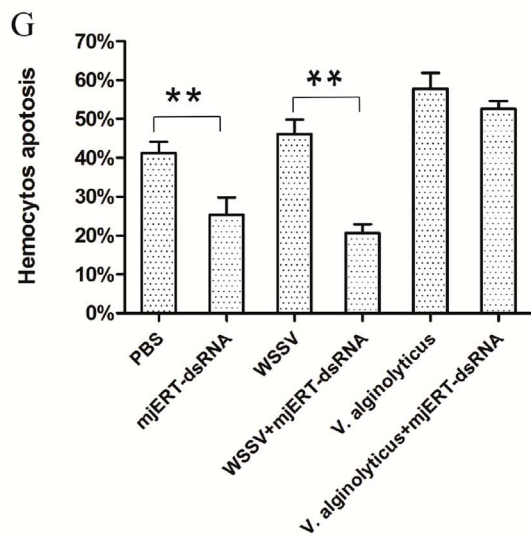 G
70%
60%
50%
40%
30%
20%
10%
0%
Hemocytos apotosis
**
**
PBS
mjERT-dsRNA
WSSV
WSSV+mjERT-dsRNA
V. alginolyticus
V. alginolyticus+mjERT-dsRNA